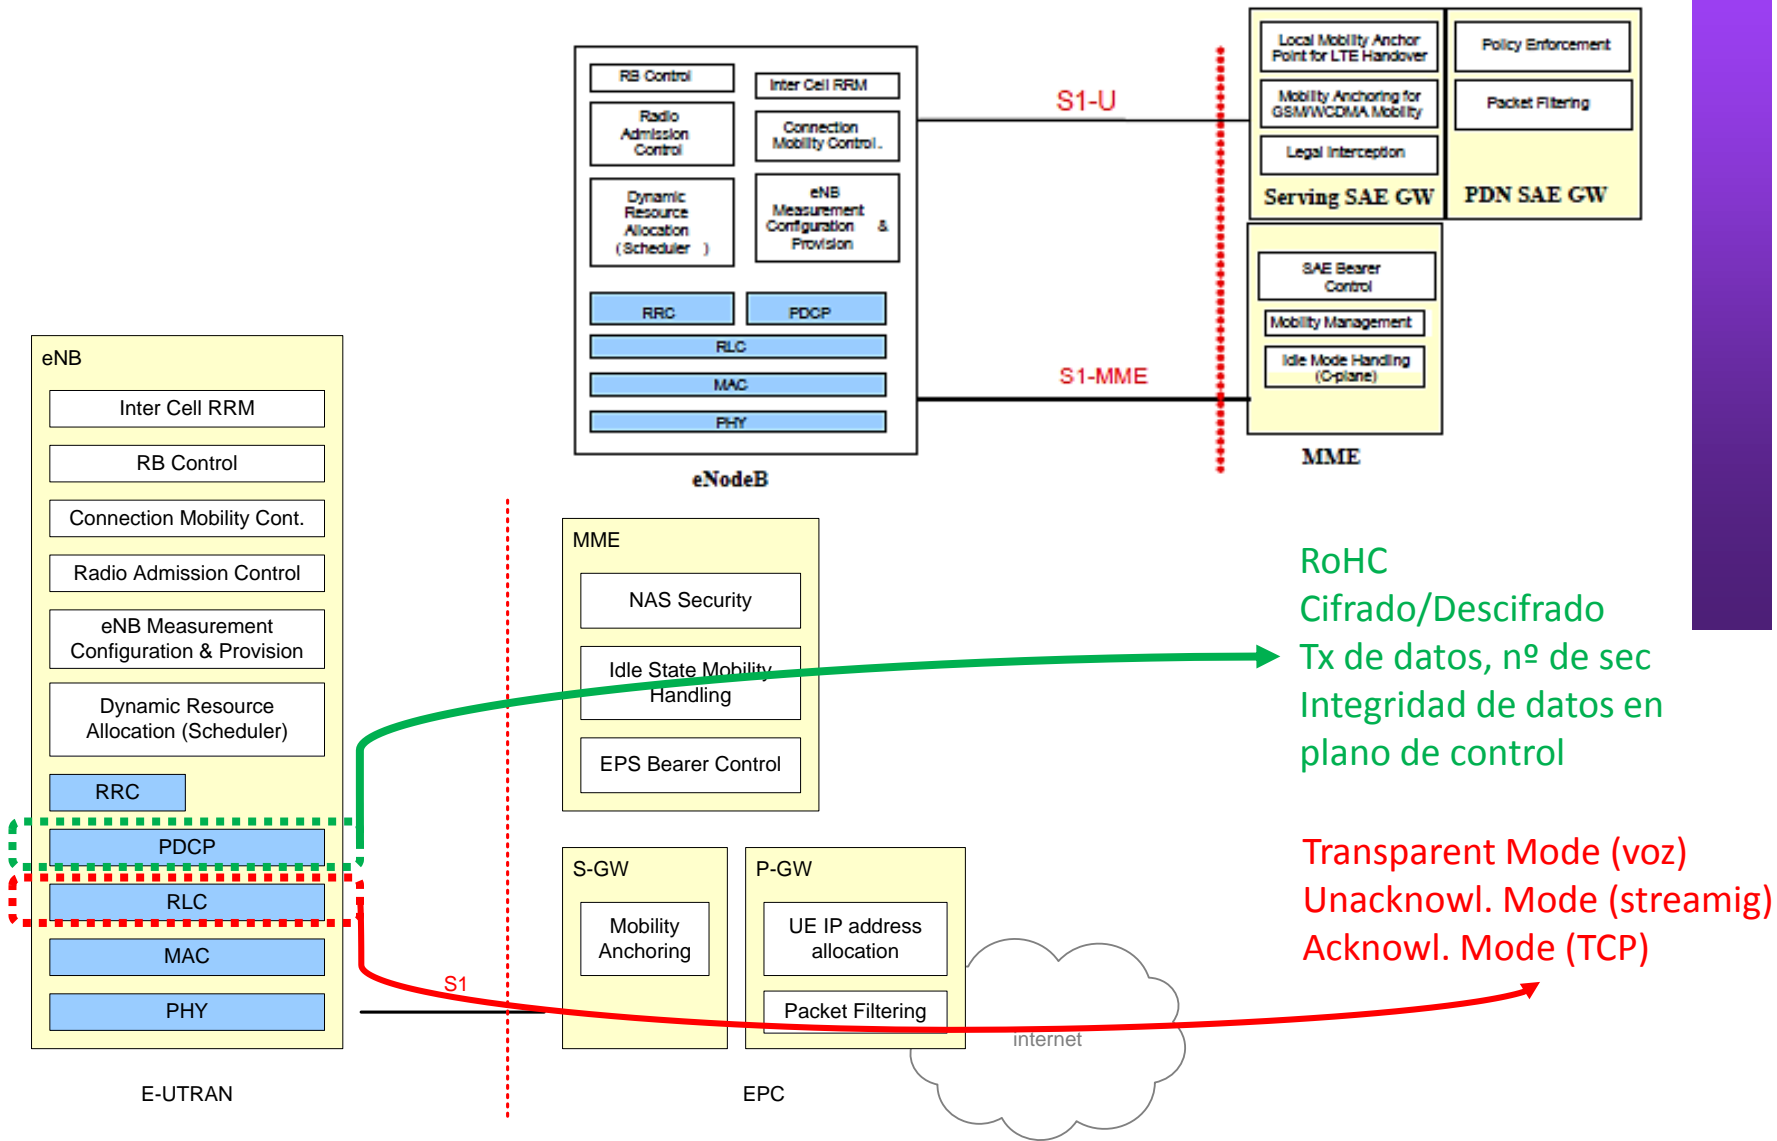 RB Control
Inter Cell RRM
Radio
Admission
Control
Connection
Mobility Control.
Dynamic
Resource
Allocation
(Scheduler )
eNB
Measurement
Configuration &
Provision
RRC
PDCP
RLC
MAC
PHY
eNodeB
S1-U
S1-MME
Local Mobility Anchor
Point for LTE Handover
Mobility Anchoring for
GSM/WCDMA Mobility
Legal Interception
Serving SAE GW
Policy Enforcement
Packet Filtering
PDN SAE GW
SAE Bearer
Control
Mobility Management
Idle Mode Handling
(C-plane)
MME
eNB
Inter Cell RRM
RB Control
Connection Mobility Cont.
Radio Admission Control
eNB Measurement
Configuration & Provision
Dynamic Resource
Allocation (Scheduler)
RRC
PDCP
RLC
MAC
PHY
E-UTRAN
S1
MME
NAS Security
Idle State Mobility
Handling
EPS Bearer Control
S-GW
Mobility
Anchoring
P-GW
UE IP address
allocation
Packet Filtering
internet
EPC
RoHC
Cifrado/Descifrado
Tx de datos, nº de sec
Integridad de datos en
plano de control
Transparent Mode (voz)
Unacknowl. Mode (streamig)
Acknowl. Mode (TCP)